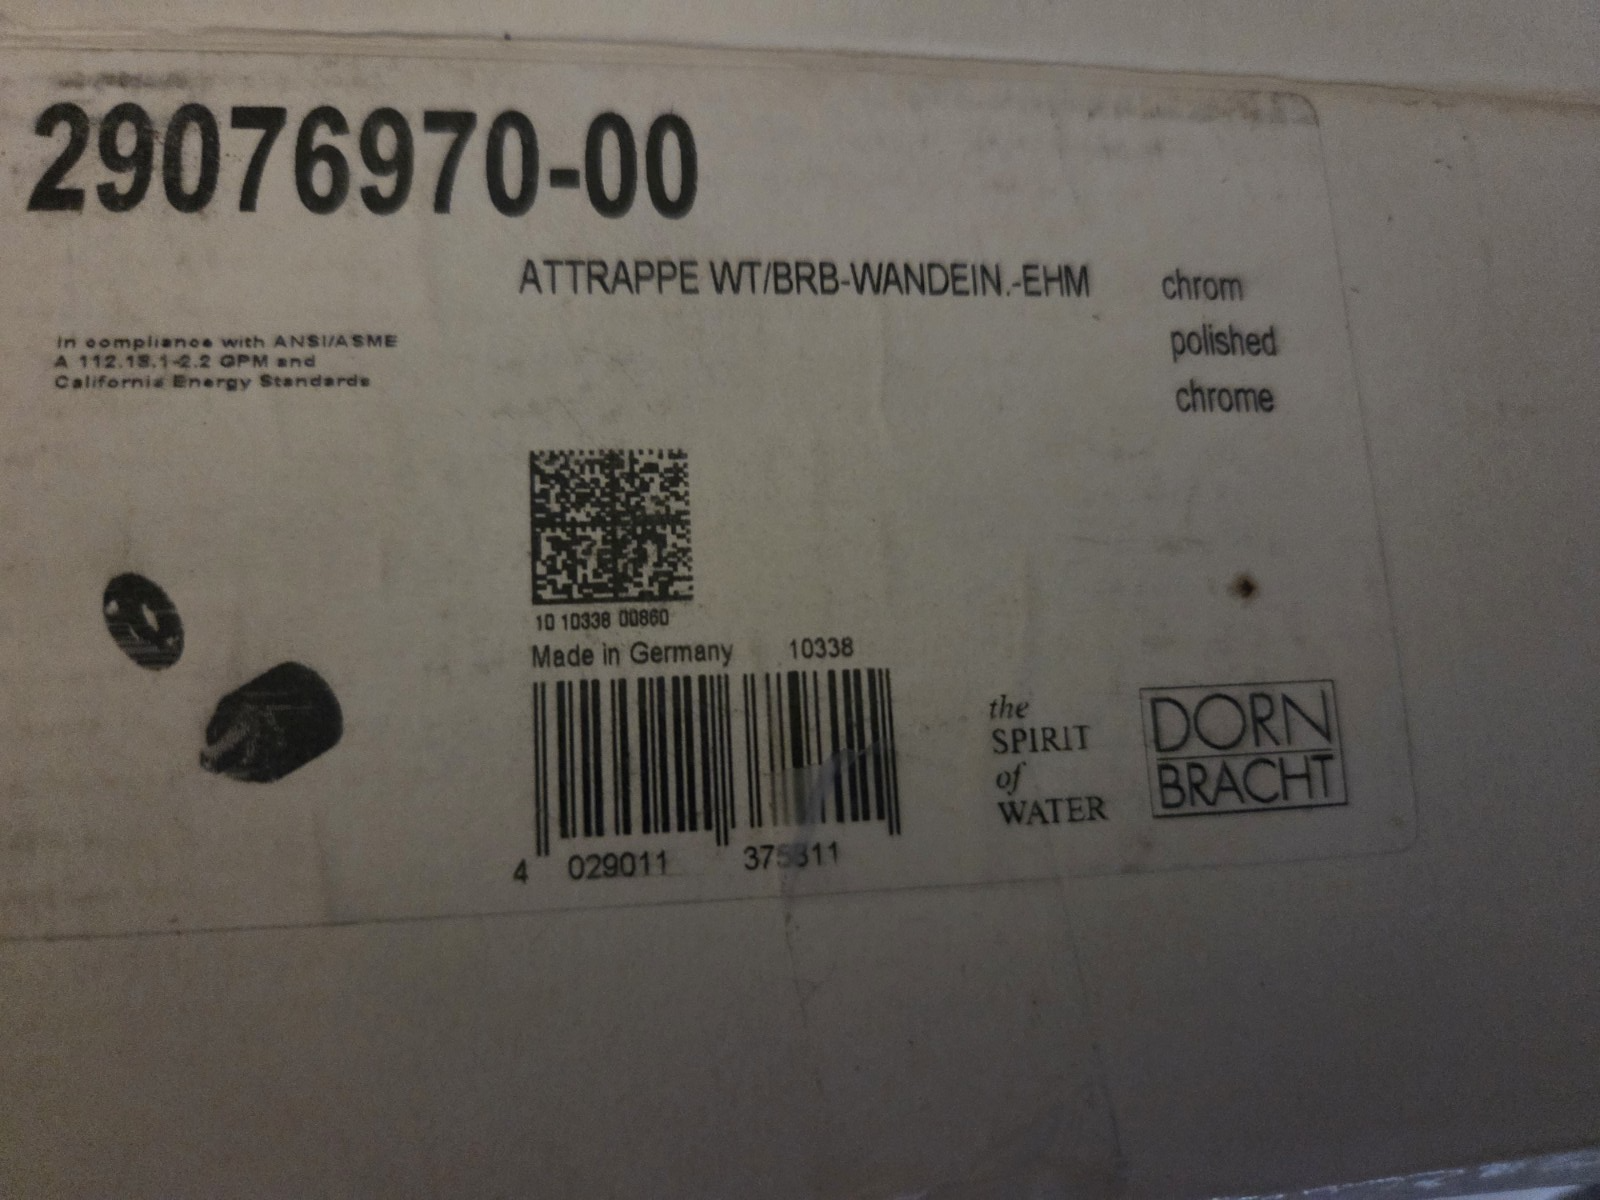 29076970-00
ATTRAPPE WT/BRB-WANDEIN.-EHM
chrom
polished
chrome
In compliance with ANSI/ASME
A 112.18.1-2.2 GPM and
California Energy Standards
10 10338 00860
Made in Germany 10338
4 029011 375311
the
SPIRIT
of
WATER
DORN
BRACHT